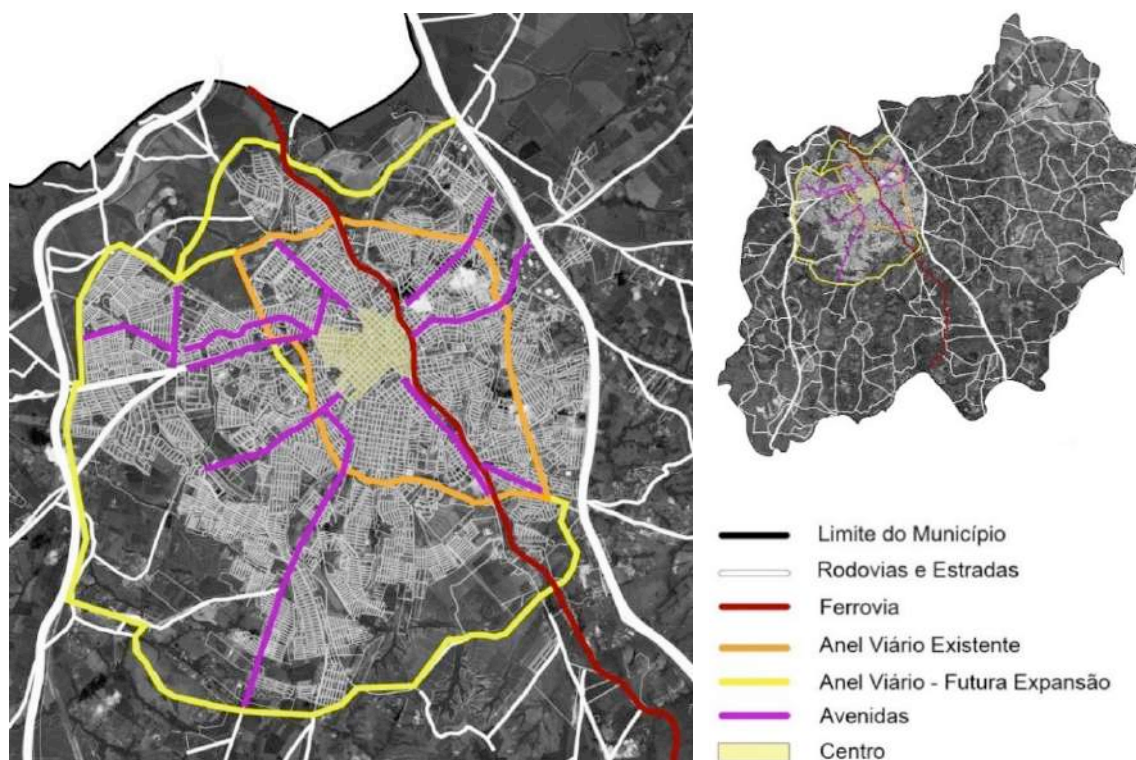 Limite do Município
Rodovias e Estradas
Ferrovia
Anel Viário Existente
Anel Viário - Futura Expansão
Avenidas
Centro